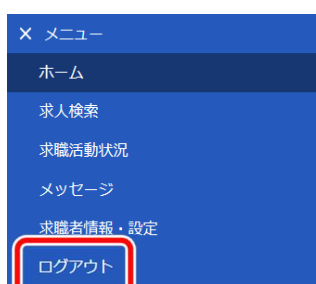 × メニュー
ホーム
求人検索
求職活動状況
メッセージ
求職者情報・設定
ログアウト